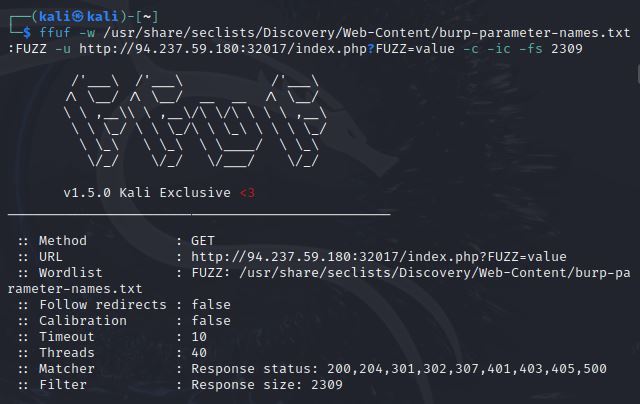 ┌──(kali㉿kali)-[~]
└─$ ffuf -w /usr/share/seclists/Discovery/Web-Content/burp-parameter-names.txt
:FUZZ -u http://94.237.59.180:32017/index.php?FUZZ=value -c -ic -fs 2309
v1.5.0 Kali Exclusive <3
:: Method : GET
:: URL : http://94.237.59.180:32017/index.php?FUZZ=value
:: Wordlist : FUZZ: /usr/share/seclists/Discovery/Web-Content/burp-pa
rameter-names.txt
:: Follow redirects : false
:: Calibration : false
:: Timeout : 10
:: Threads : 40
:: Matcher : Response status: 200,204,301,302,307,401,403,405,500
:: Filter : Response size: 2309